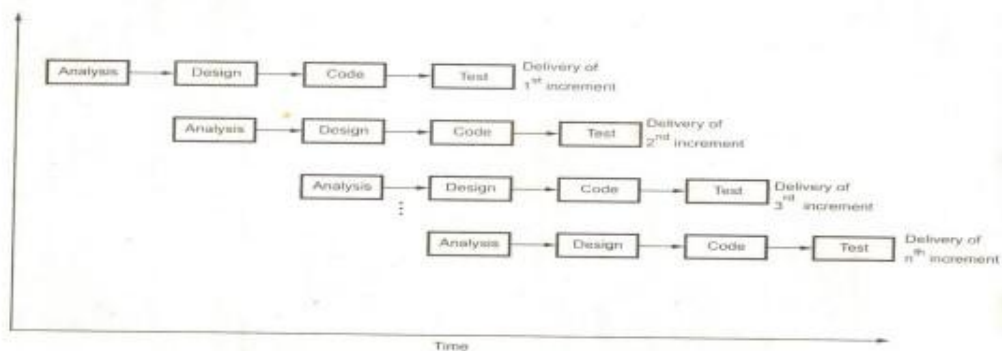 Analysis Design Code Test Delivery of
1st increment
Analysis Design Code Test Delivery of
2nd increment
Analysis Design Code Test Delivery of
3rd increment
Analysis Design Code Test Delivery of
nth increment
Time